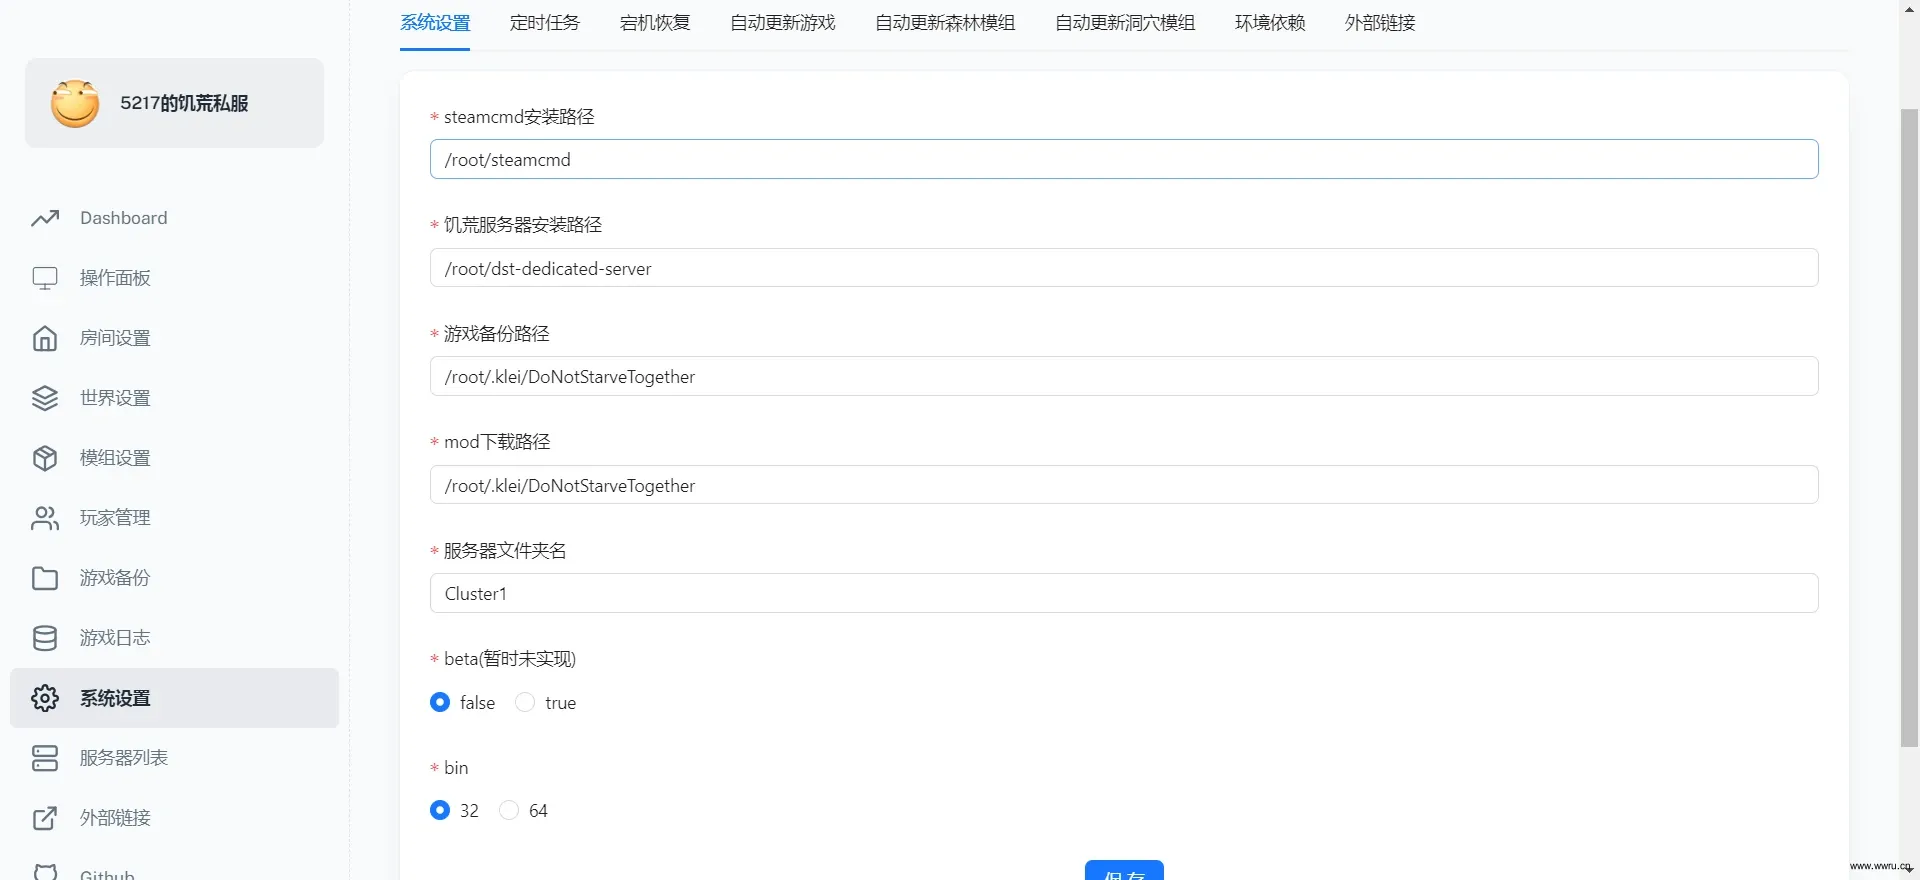 系统设置 定时任务 宕机恢复 自动更新游戏 自动更新森林模组 自动更新洞穴模组 环境依赖 外部链接
5217的饥荒私服
Dashboard
操作面板
房间设置
世界设置
模组设置
玩家管理
游戏备份
游戏日志
系统设置
服务器列表
外部链接
Github
* steamcmd安装路径
/root/steamcmd
* 饥荒服务器安装路径
/root/dst-dedicated-server
* 游戏备份路径
/root/.klei/DoNotStarveTogether
* mod下载路径
/root/.klei/DoNotStarveTogether
* 服务器文件夹名
Cluster1
* beta(暂时未实现)
false true
* bin
32 64
保存
www.wwru.cn